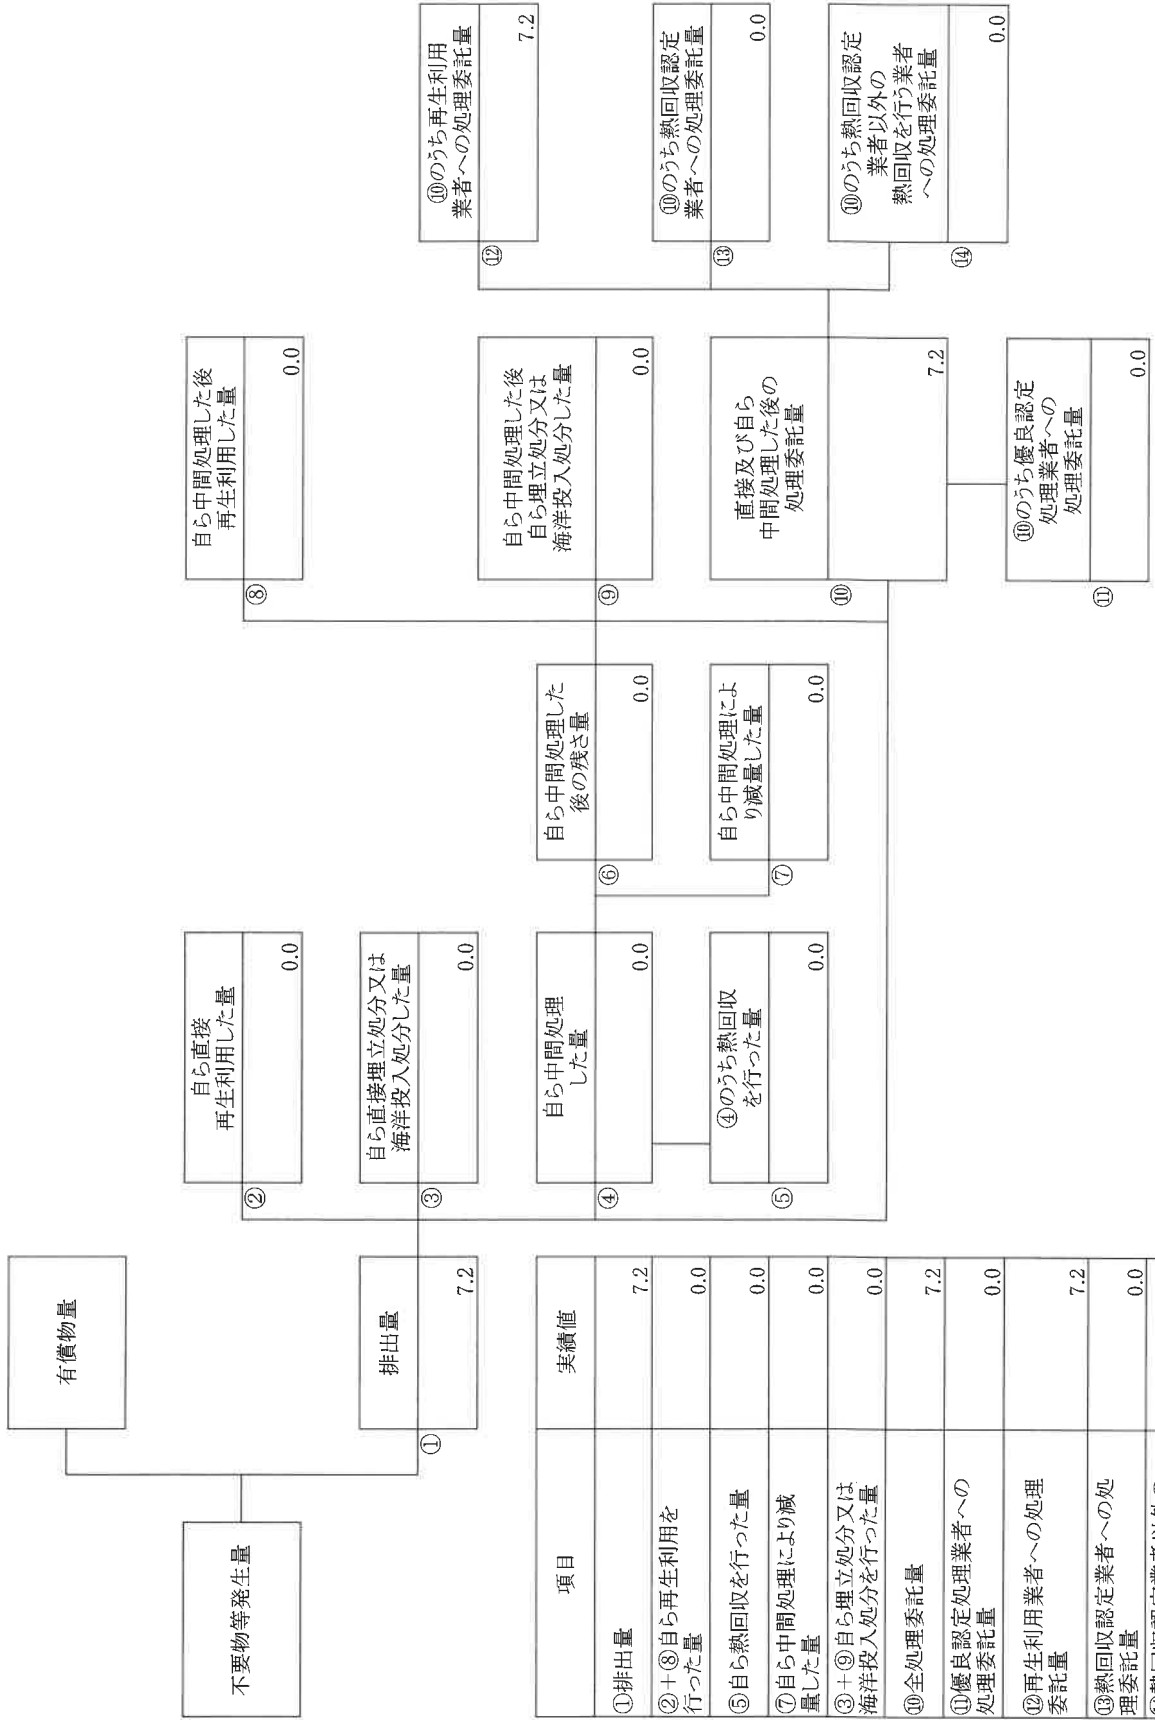 不要物等発生量
有償物量
排出量
①
7.2
自ら直接
再生利用した量
②
0.0
自ら直接埋立処分又は
海洋投入処分した量
③
0.0
自ら中間処理
した量
④
0.0
④のうち熱回収
を行った量
⑤
0.0
自ら中間処理した
後の残さ量
⑥
0.0
自ら中間処理によ
り減量した量
⑦
0.0
自ら中間処理した後
再生利用した量
⑧
0.0
自ら中間処理した後
自ら埋立処分又は
海洋投入処分した量
⑨
0.0
直接及び自ら
中間処理した後の
処理委託量
⑩
7.2
⑩のうち優良認定
処理業者への
処理委託量
⑪
0.0
⑩のうち再生利用
業者への処理委託量
⑫
7.2
⑩のうち熱回収認定
業者への処理委託量
⑬
0.0
⑩のうち熱回収認定
業者以外の
熱回収を行う業者
への処理委託量
⑭
0.0
項目 実績値
①排出量 7.2
②+⑧自ら再生利用を
行った量 0.0
⑤自ら熱回収を行った量 0.0
⑦自ら中間処理により減
量した量 0.0
③+⑨自ら埋立処分又は
海洋投入処分を行った量 0.0
⑩全処理委託量 7.2
⑪優良認定処理業者への
処理委託量 0.0
⑫再生利用業者への処理
委託量 7.2
⑬熱回収認定業者への処
理委託量 0.0